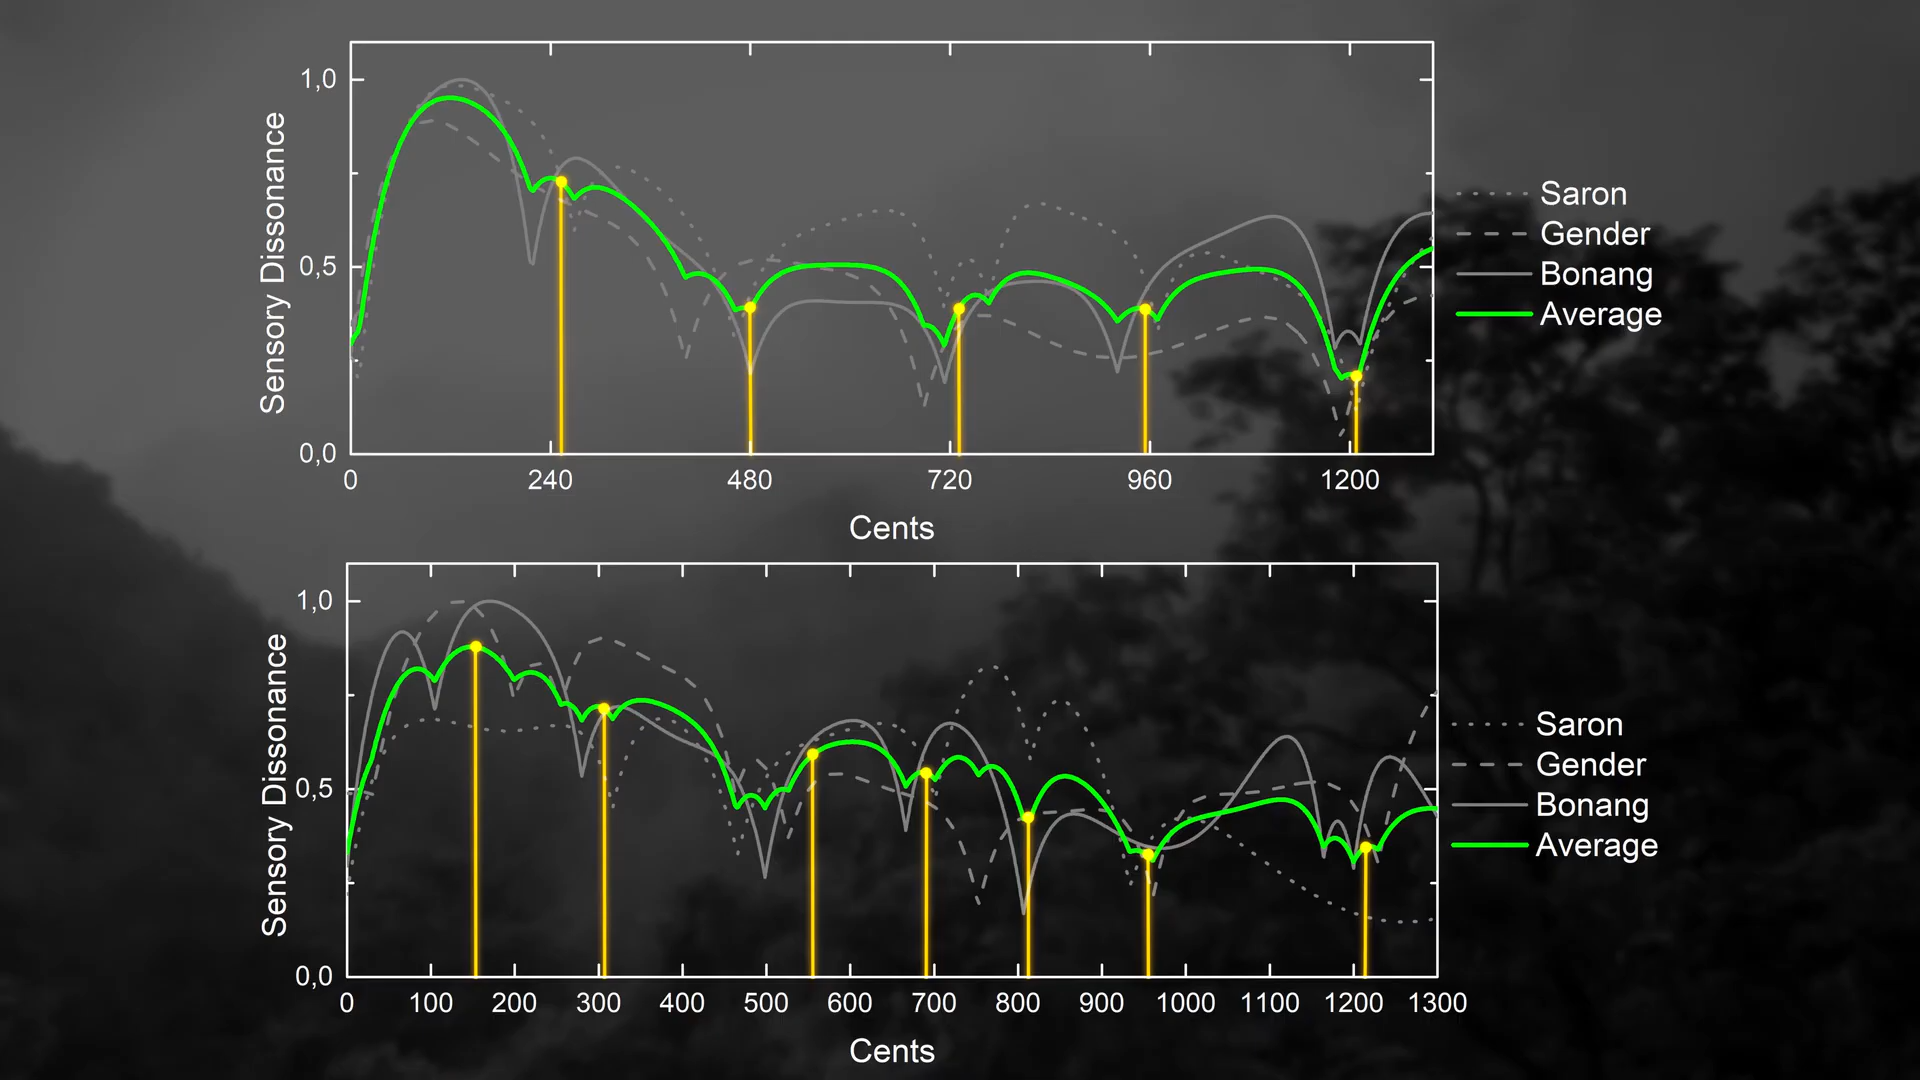 1,0
0,5
0,0
Sensory Dissonance
0 240 480 720 960 1200
Cents
Saron
Gender
Bonang
Average
1,0
0,5
0,0
Sensory Dissonance
0 100 200 300 400 500 600 700 800 900 1000 1100 1200 1300
Cents
Saron
Gender
Bonang
Average